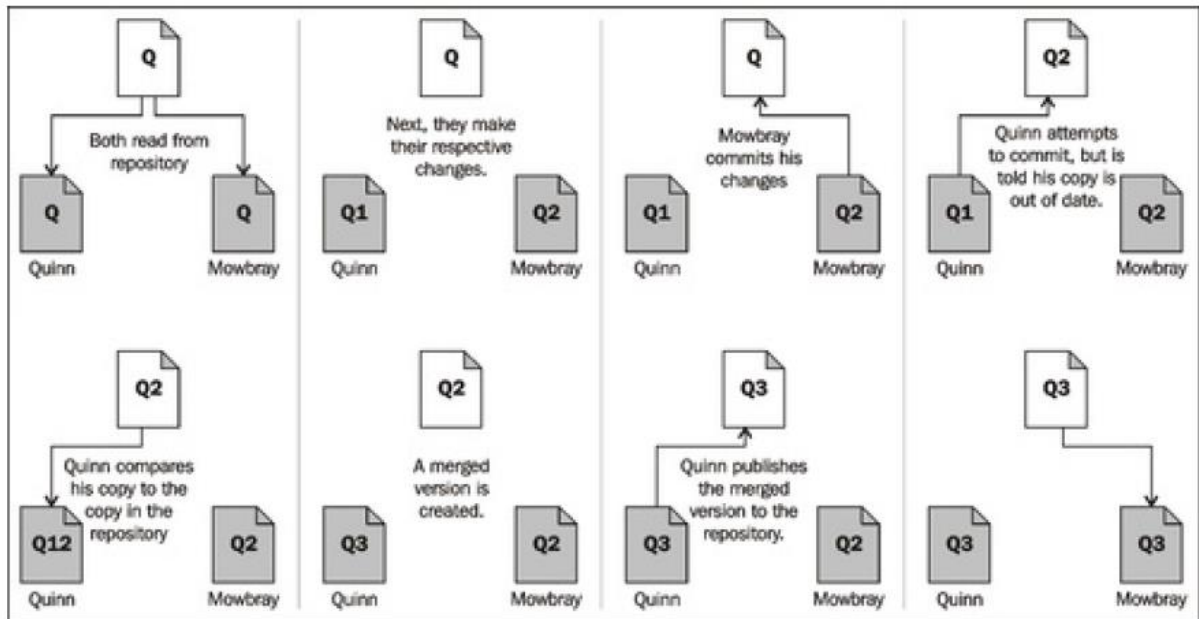 Q
Both read from
repository
Q
Q
Quinn
Mowbray
Q
Next, they make
their respective
changes.
Q1
Q2
Quinn
Mowbray
Q
Mowbray
commits his
changes
Q1
Q2
Quinn
Mowbray
Q2
Quinn attempts
to commit, but is
told his copy is
out of date.
Q1
Q2
Quinn
Mowbray
Q2
Quinn compares
his copy to the
copy in the
repository
Q12
Q2
Quinn
Mowbray
Q2
A merged
version is
created.
Q3
Q2
Quinn
Mowbray
Q3
Quinn publishes
the merged
version to the
repository.
Q3
Q2
Quinn
Mowbray
Q3
Q3
Q3
Quinn
Mowbray